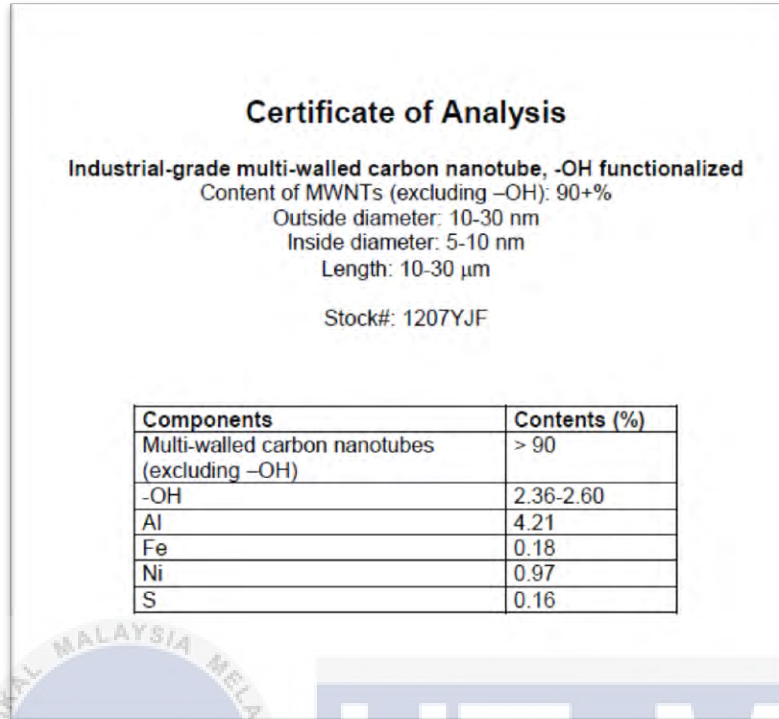 Certificate of Analysis
Industrial-grade multi-walled carbon nanotube, -OH functionalized
Content of MWNTs (excluding –OH): 90+%
Outside diameter: 10-30 nm
Inside diameter: 5-10 nm
Length: 10-30 μm
Stock#: 1207YJF
Components Contents (%)
Multi-walled carbon nanotubes > 90
(excluding –OH)
-OH 2.36-2.60
Al 4.21
Fe 0.18
Ni 0.97
S 0.16
MALAYSIA